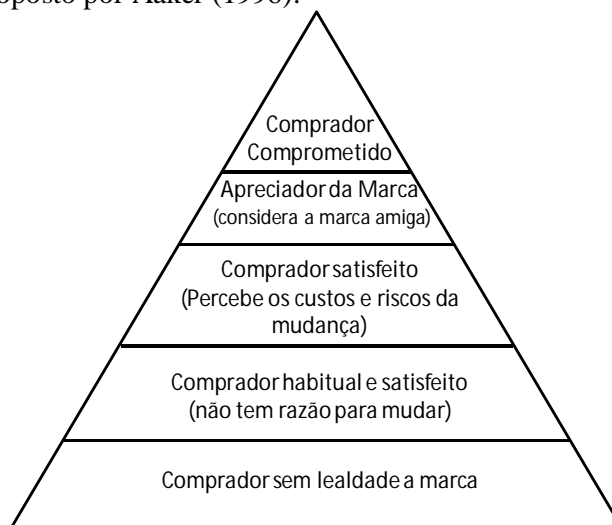 oposto por Aaker (1996).
Comprador
Comprometido
Apreciador da Marca
(considera a marca amiga)
Comprador satisfeito
(Percebe os custos e riscos da
mudança)
Comprador habitual e satisfeito
(não tem razão para mudar)
Comprador sem lealdade a marca